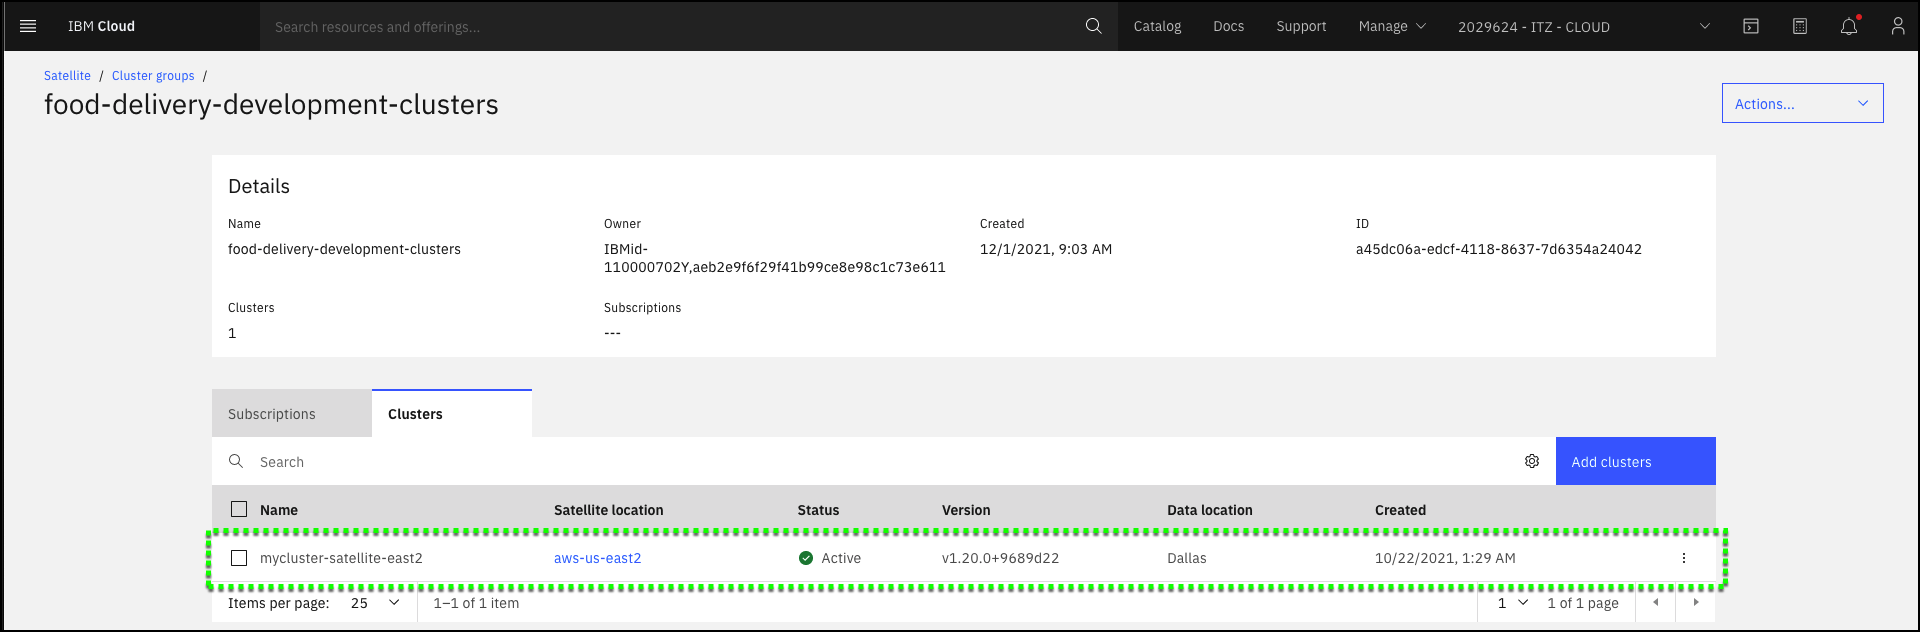 IBM Cloud
Search resources and offerings...
Catalog
Docs
Support
Manage
2029624 - ITZ - CLOUD
Satellite / Cluster groups /
food-delivery-development-clusters
Actions...
Details
Name
Owner
Created
ID
food-delivery-development-clusters
IBMid-
110000702Y,aeb2e9f6f29f41b99ce8e98c1c73e611
12/1/2021, 9:03 AM
a45dc06a-edcf-4118-8637-7d6354a24042
Clusters
Subscriptions
1
---
Subscriptions
Clusters
Search
Add clusters
Name
Satellite location
Status
Version
Data location
Created
mycluster-satellite-east2
aws-us-east2
Active
v1.20.0+9689d22
Dallas
10/22/2021, 1:29 AM
Items per page: 25
1–1 of 1 item
1
1 of 1 page